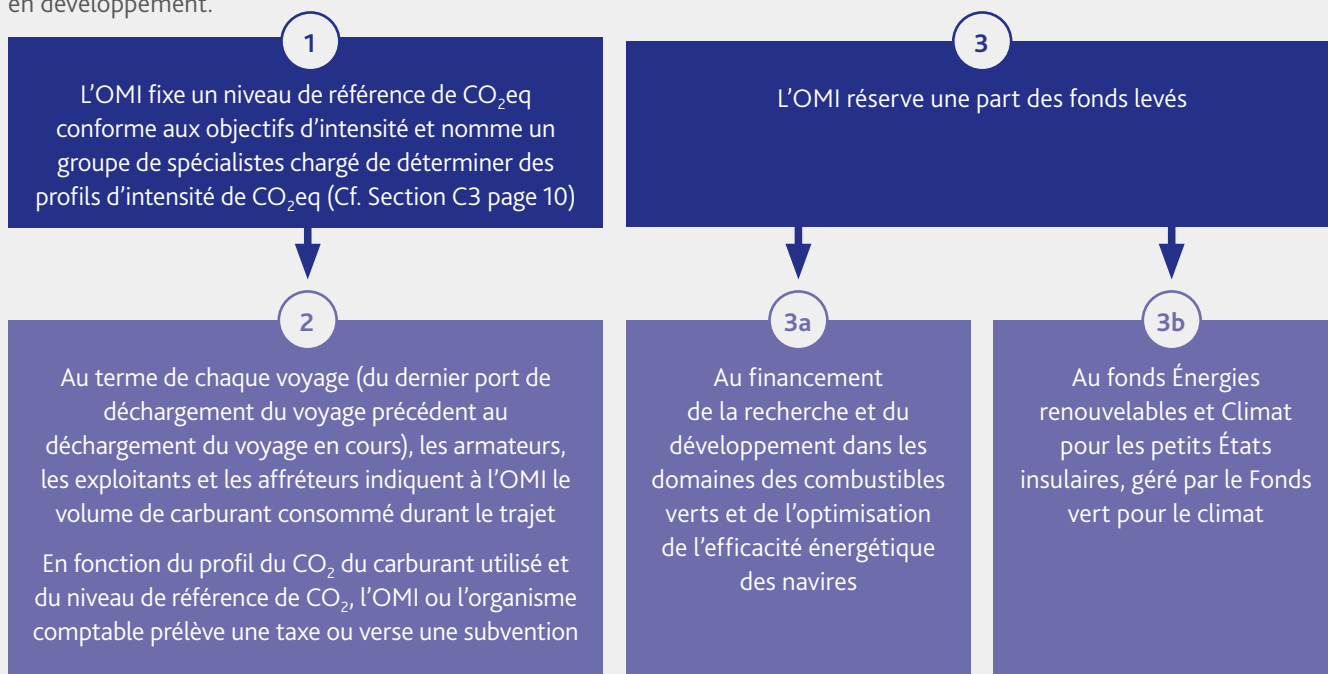 en développement.
1
L'OMI fixe un niveau de référence de CO₂eq
conforme aux objectifs d'intensité et nomme un
groupe de spécialistes chargé de déterminer des
profils d'intensité de CO₂eq (Cf. Section C3 page 10)
3
L'OMI réserve une part des fonds levés
2
Au terme de chaque voyage (du dernier port de
déchargement du voyage précédent au
déchargement du voyage en cours), les armateurs,
les exploitants et les affréteurs indiquent à l'OMI le
volume de carburant consommé durant le trajet
En fonction du profil du CO₂ du carburant utilisé et
du niveau de référence de CO₂, l'OMI ou l'organisme
comptable prélève une taxe ou verse une subvention
3a
Au financement
de la recherche et du
développement dans les
domaines des combustibles
verts et de l'optimisation
de l'efficacité énergétique
des navires
3b
Au fonds Énergies
renouvelables et Climat
pour les petits États
insulaires, géré par le Fonds
vert pour le climat